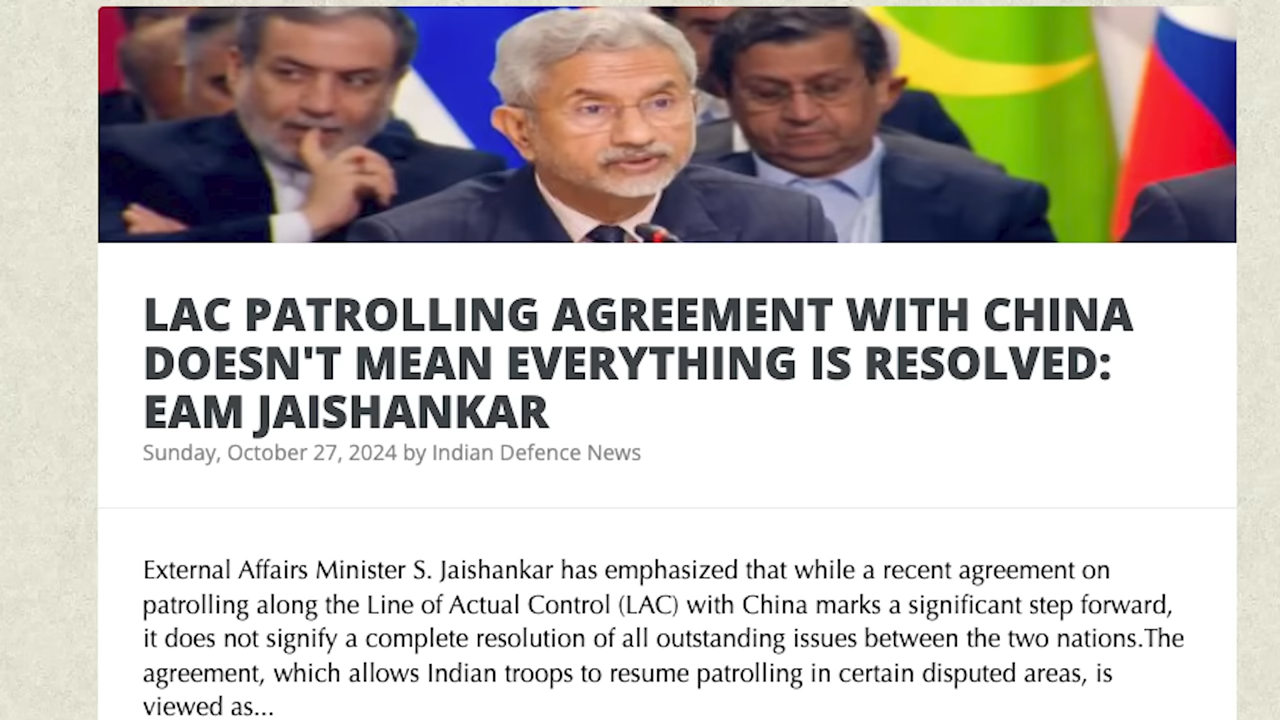 LAC PATROLLING AGREEMENT WITH CHINA
DOESN'T MEAN EVERYTHING IS RESOLVED:
EAM JAISHANKAR
Sunday, October 27, 2024 by Indian Defence News
External Affairs Minister S. Jaishankar has emphasized that while a recent agreement on
patrolling along the Line of Actual Control (LAC) with China marks a significant step forward,
it does not signify a complete resolution of all outstanding issues between the two nations.The
agreement, which allows Indian troops to resume patrolling in certain disputed areas, is
viewed as...